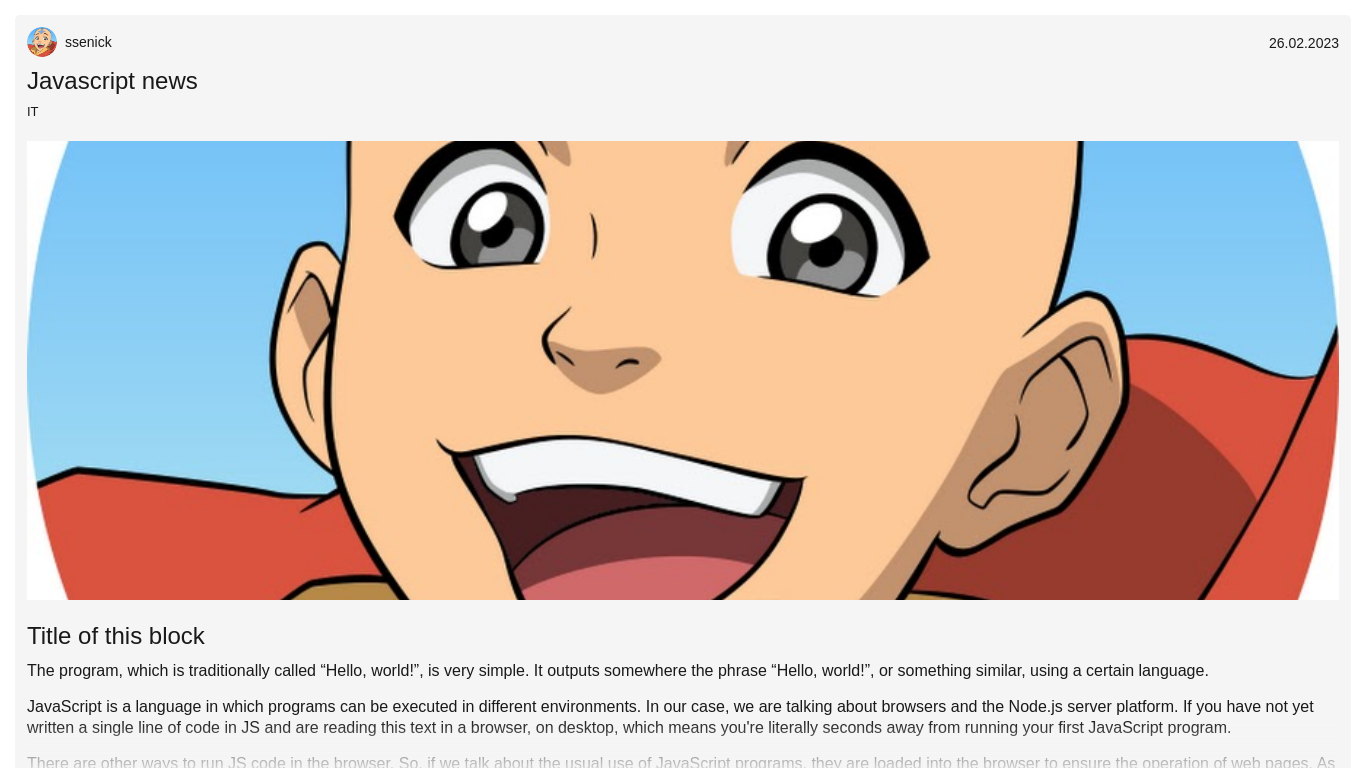 ssenick
26.02.2023
Javascript news
IT
Title of this block
The program, which is traditionally called “Hello, world!”, is very simple. It outputs somewhere the phrase “Hello, world!”, or something similar, using a certain language.
JavaScript is a language in which programs can be executed in different environments. In our case, we are talking about browsers and the Node.js server platform. If you have not yet
written a single line of code in JS and are reading this text in a browser, on desktop, which means you're literally seconds away from running your first JavaScript program.
There are other ways to run JS code in the browser. So, if we talk about the usual use of JavaScript programs, they are loaded into the browser to ensure the operation of web pages. As